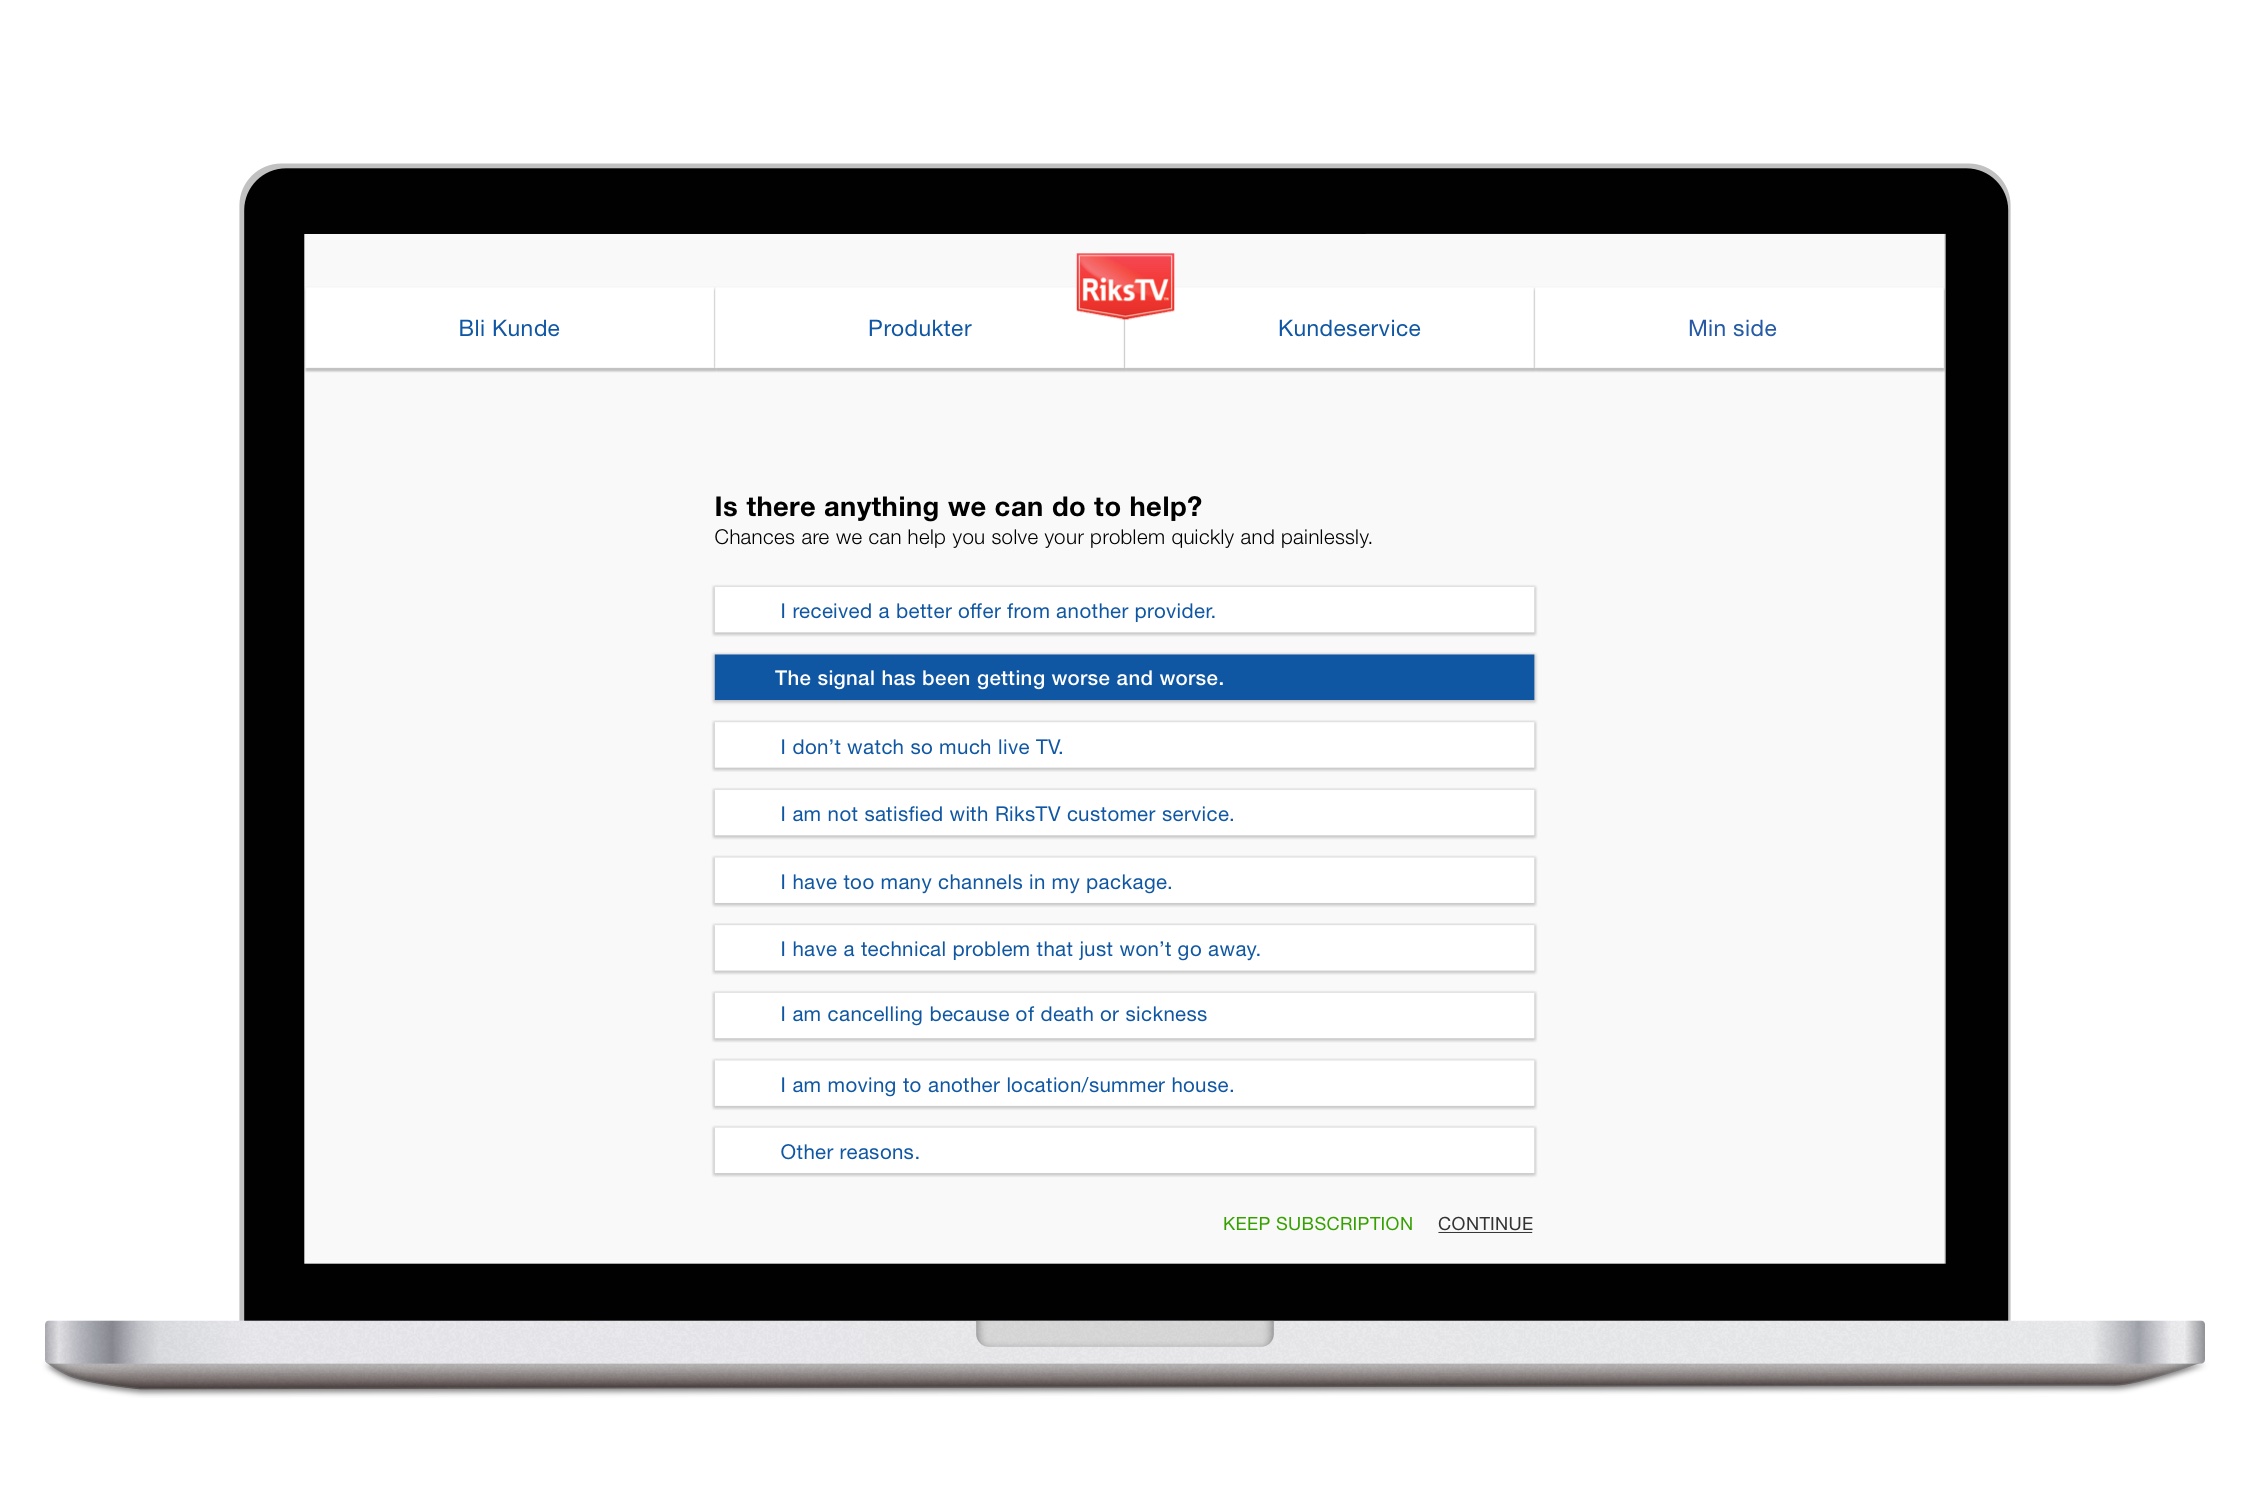 RiksTV
Bli Kunde
Produkter
Kundeservice
Min side
Is there anything we can do to help?
Chances are we can help you solve your problem quickly and painlessly.
I received a better offer from another provider.
The signal has been getting worse and worse.
I don’t watch so much live TV.
I am not satisfied with RiksTV customer service.
I have too many channels in my package.
I have a technical problem that just won’t go away.
I am cancelling because of death or sickness
I am moving to another location/summer house.
Other reasons.
KEEP SUBSCRIPTION CONTINUE